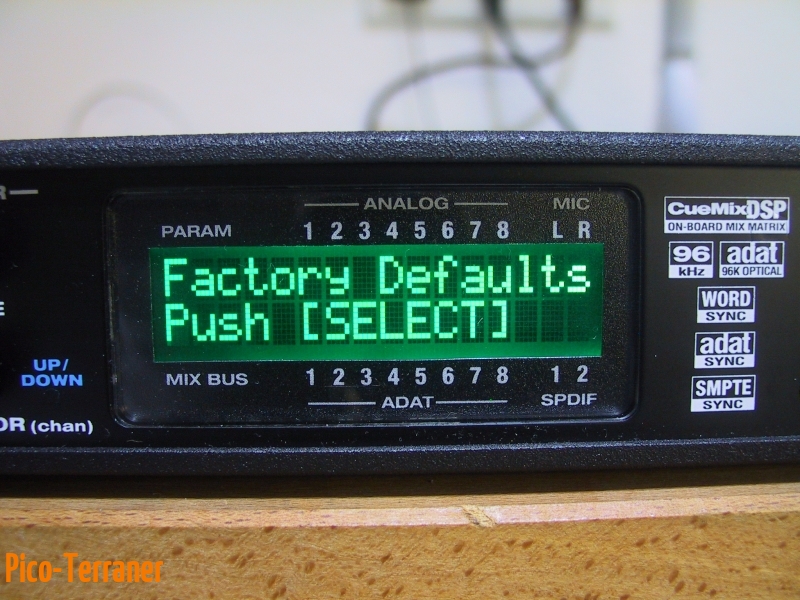 R
ANALOG MIC
PARAM 1 2 3 4 5 6 7 8 L R
Factory Defaults
Push [SELECT]
MIX BUS 1 2 3 4 5 6 7 8 1 2
ADAT SPDIF
E
UP/
DOWN
OR (chan)
CueMixDSP
ON-BOARD MIX MATRIX
96
kHz
adat
96K OPTICAL
WORD
SYNC
adat
SYNC
SMPTE
SYNC
Pico-Terraner